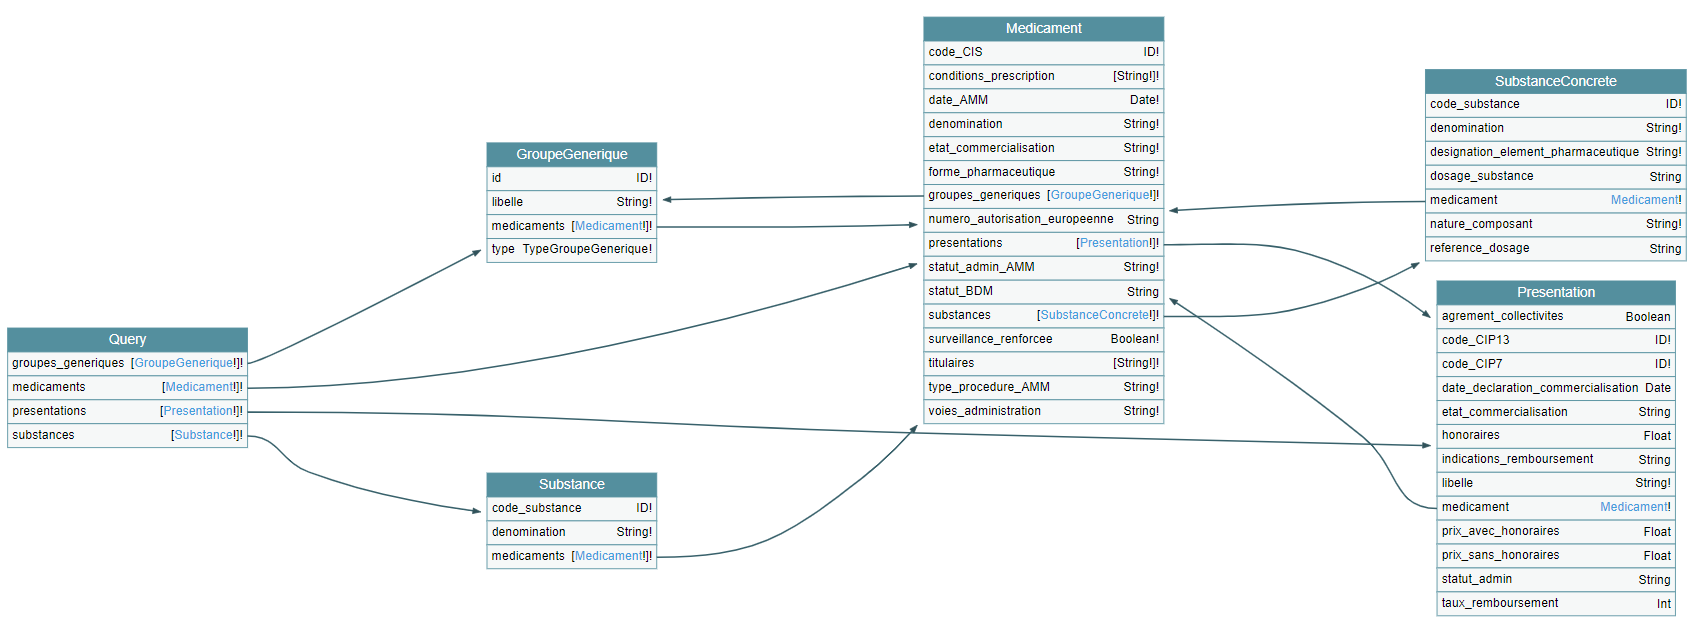 Query
groupes_generiques [GroupeGenerique!]!
medicaments [Medicament!]!
presentations [Presentation!]!
substances [Substance!]!
GroupeGenerique
id ID!
libelle String!
medicaments [Medicament!]!
type TypeGroupeGenerique!
Substance
code_substance ID!
denomination String!
medicaments [Medicament!]!
Medicament
code_CIS ID!
conditions_prescription [String!]!
date_AMM Date!
denomination String!
etat_commercialisation String!
forme_pharmaceutique String!
groupes_generiques [GroupeGenerique!]!
numero_autorisation_europeenne String
presentations [Presentation!]!
statut_admin_AMM String!
statut_BDM String
substances [SubstanceConcrete!]!
surveillance_renforcee Boolean!
titulaires [String!]!
type_procedure_AMM String!
voies_administration String!
SubstanceConcrete
code_substance ID!
denomination String!
designation_element_pharmaceutique String!
dosage_substance String
medicament Medicament!
nature_composant String!
reference_dosage String
Presentation
agrement_collectivites Boolean
code_CIP13 ID!
code_CIP7 ID!
date_declaration_commercialisation Date
etat_commercialisation String
honoraires Float
indications_remboursement String
libelle String!
medicament Medicament!
prix_avec_honoraires Float
prix_sans_honoraires Float
statut_admin String
taux_remboursement Int